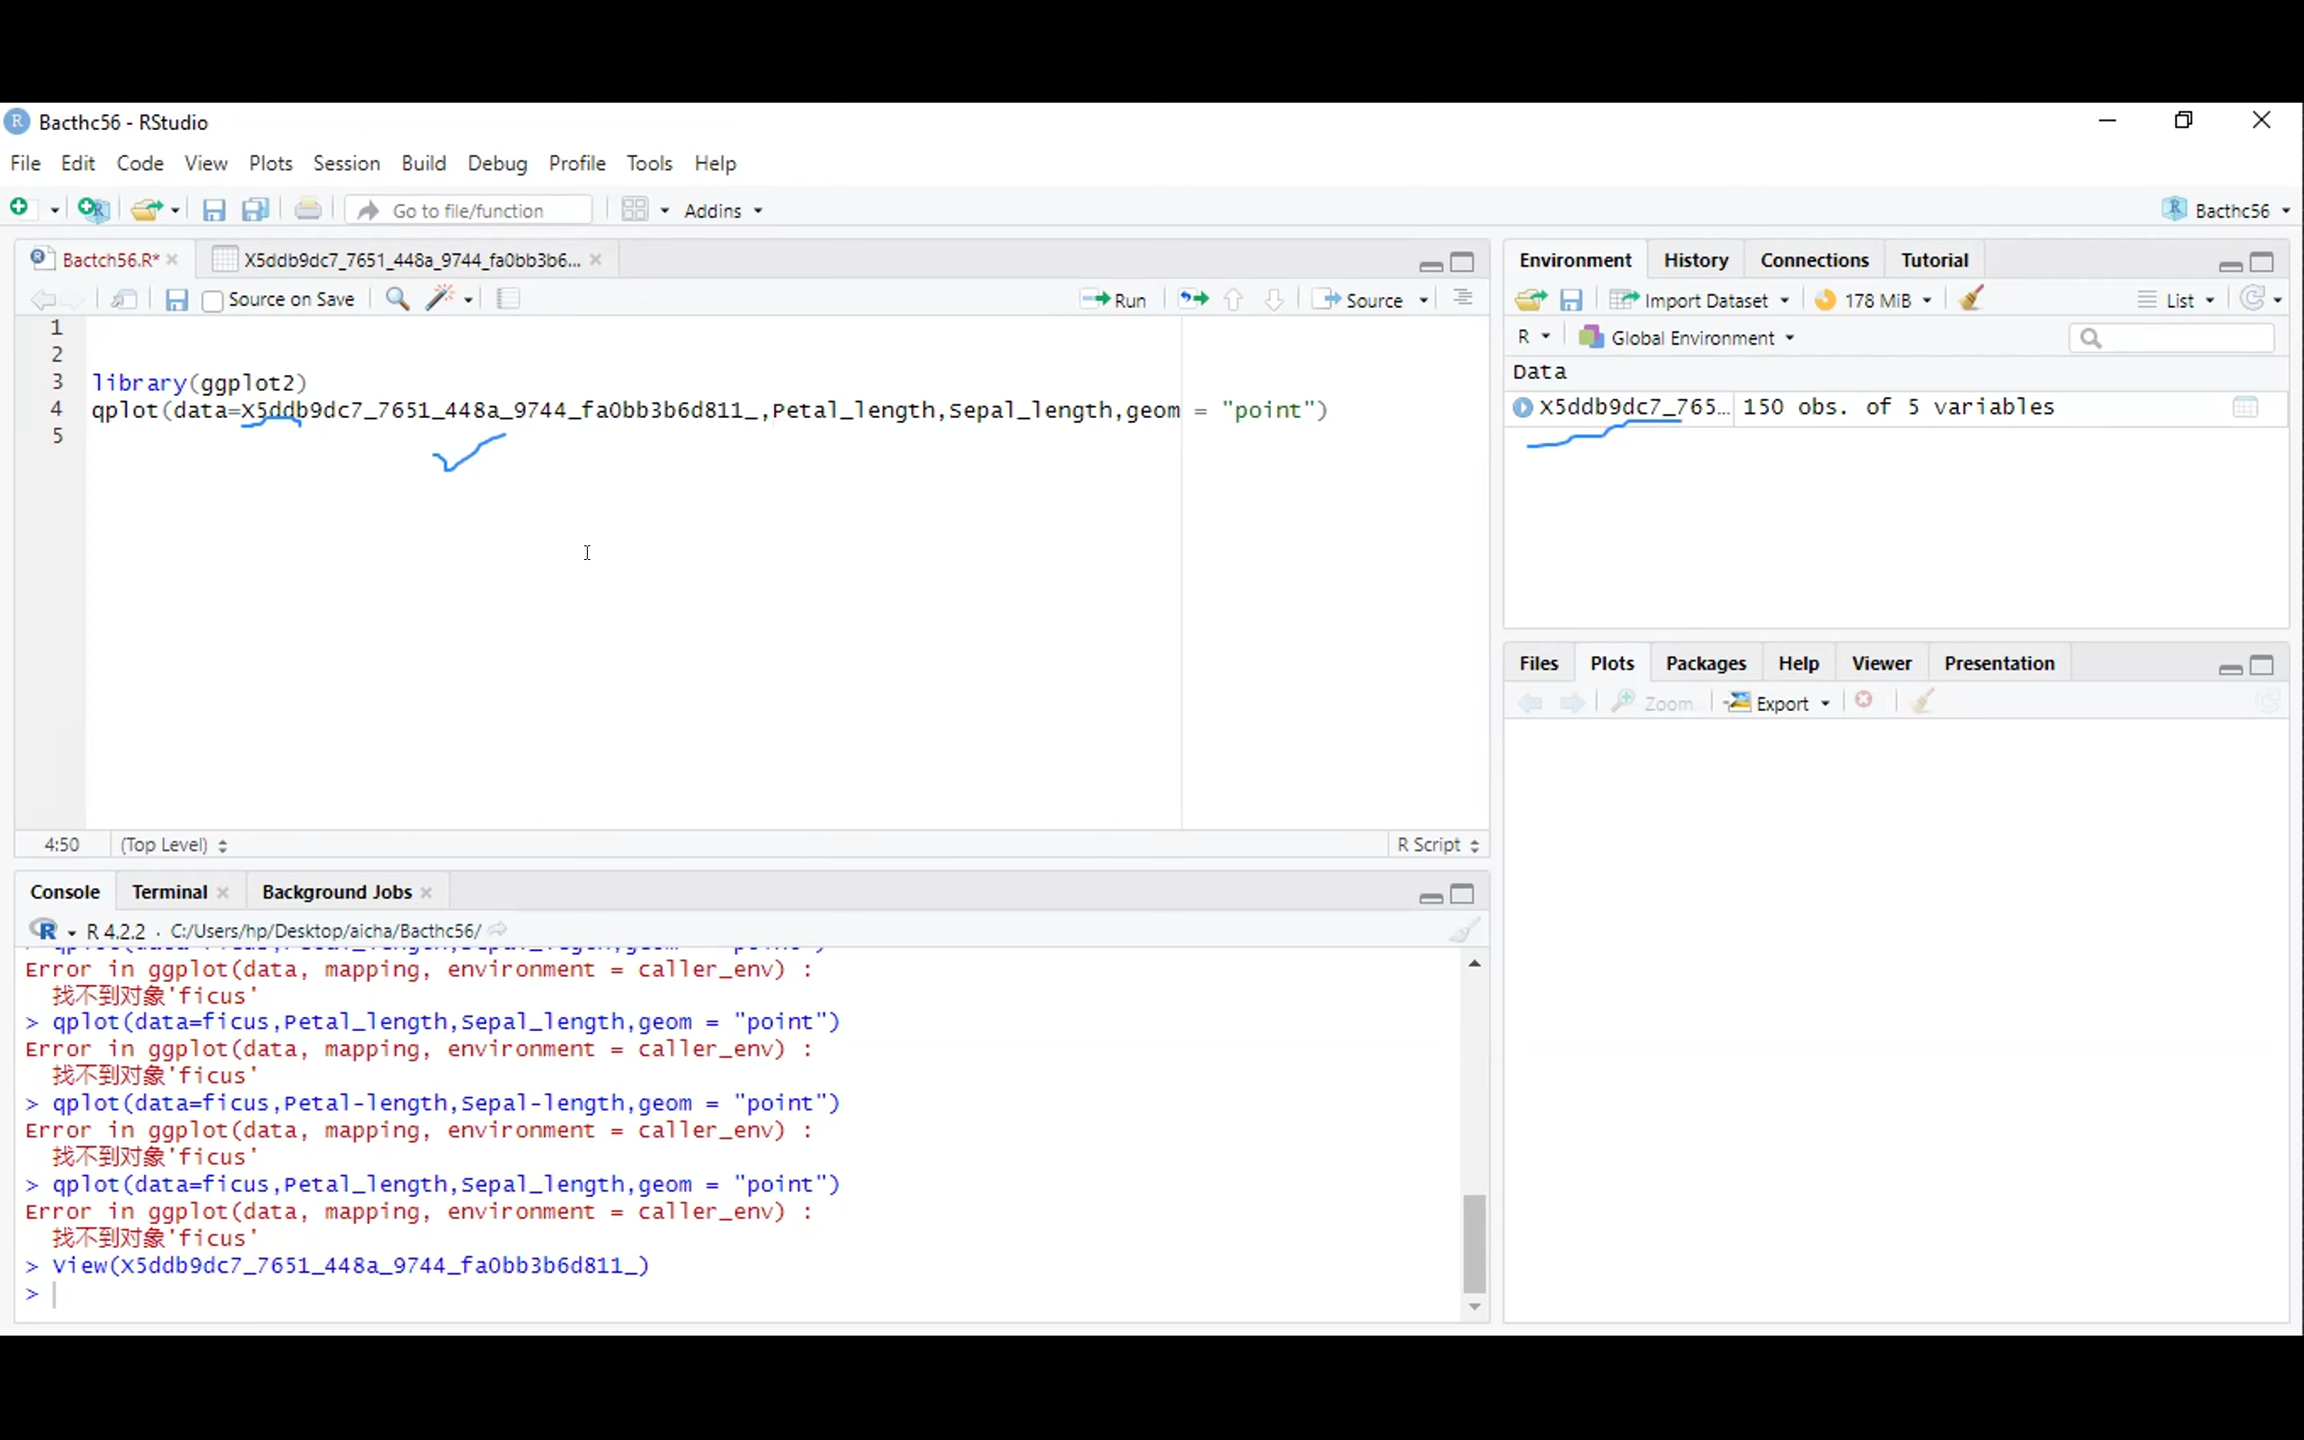 Bacthc56 - RStudio
File Edit Code View Plots Session Build Debug Profile Tools Help
Go to file/function Addins Bacthc56
Bactch56.R* X5ddb9dc7_7651_448a_9744_fa0bb3b6...
Source on Save Run Source
1
2
3 library(ggplot2)
4 qplot(data=X5ddb9dc7_7651_448a_9744_fa0bb3b6d811_,Petal_length,Sepal_length,geom = "point")
5
4:50 (Top Level) R Script
Environment History Connections Tutorial
Import Dataset 178 MiB List
R Global Environment
Data
X5ddb9dc7_765... 150 obs. of 5 variables
Files Plots Packages Help Viewer Presentation
Zoom Export
Console Terminal Background Jobs
R 4.2.2 · C:/Users/hp/Desktop/aicha/Bacthc56/
Error in ggplot(data, mapping, environment = caller_env) :
找不到对象'ficus'
> qplot(data=ficus,Petal_length,Sepal_length,geom = "point")
Error in ggplot(data, mapping, environment = caller_env) :
找不到对象'ficus'
> qplot(data=ficus,Petal-length,Sepal-length,geom = "point")
Error in ggplot(data, mapping, environment = caller_env) :
找不到对象'ficus'
> qplot(data=ficus,Petal_length,Sepal_length,geom = "point")
Error in ggplot(data, mapping, environment = caller_env) :
找不到对象'ficus'
> View(X5ddb9dc7_7651_448a_9744_fa0bb3b6d811_)
>